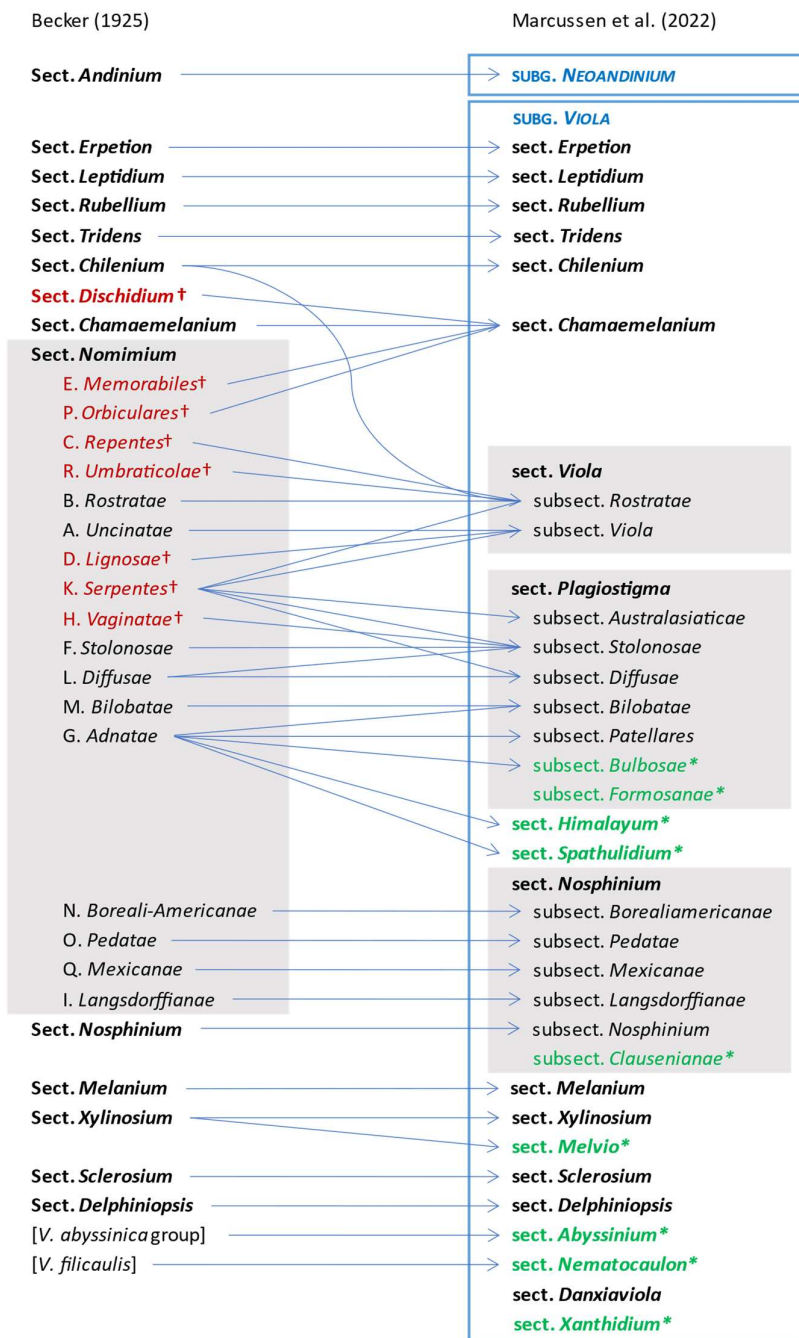 Becker (1925) Marcussen et al. (2022)
Sect. Andinium SUBG. NEOANDINIUM
SUBG. VIOLA
Sect. Erpetion sect. Erpetion
Sect. Leptidium sect. Leptidium
Sect. Rubellium sect. Rubellium
Sect. Tridens sect. Tridens
Sect. Chilenium sect. Chilenium
Sect. Dischidium†
Sect. Chamaemelanium sect. Chamaemelanium
Sect. Nomimium
E. Memorabiles†
P. Orbiculares†
C. Repentes†
R. Umbraticolae† sect. Viola
B. Rostratae subsect. Rostratae
A. Uncinatae subsect. Viola
D. Lignosae†
K. Serpentes† sect. Plagiostigma
H. Vaginatae† subsect. Australasiaticae
F. Stolonosae subsect. Stolonosae
L. Diffusae subsect. Diffusae
M. Bilobatae subsect. Bilobatae
G. Adnatae subsect. Patellares
subsect. Bulbosae*
subsect. Formosanae*
sect. Himalayum*
sect. Spathulidium*
sect. Nosphinium
N. Boreali-Americanae subsect. Borealiamericanae
O. Pedatae subsect. Pedatae
Q. Mexicanae subsect. Mexicanae
I. Langsdorffianae subsect. Langsdorffianae
Sect. Nosphinium subsect. Nosphinium
subsect. Clausenianae*
Sect. Melanium sect. Melanium
Sect. Xylinosium sect. Xylinosium
sect. Melvio*
Sect. Sclerosium sect. Sclerosium
Sect. Delphiniopsis sect. Delphiniopsis
[V. abyssinica group] sect. Abyssinium*
[V. filicaulis] sect. Nematocaulon*
sect. Danxiaviola
sect. Xanthidium*